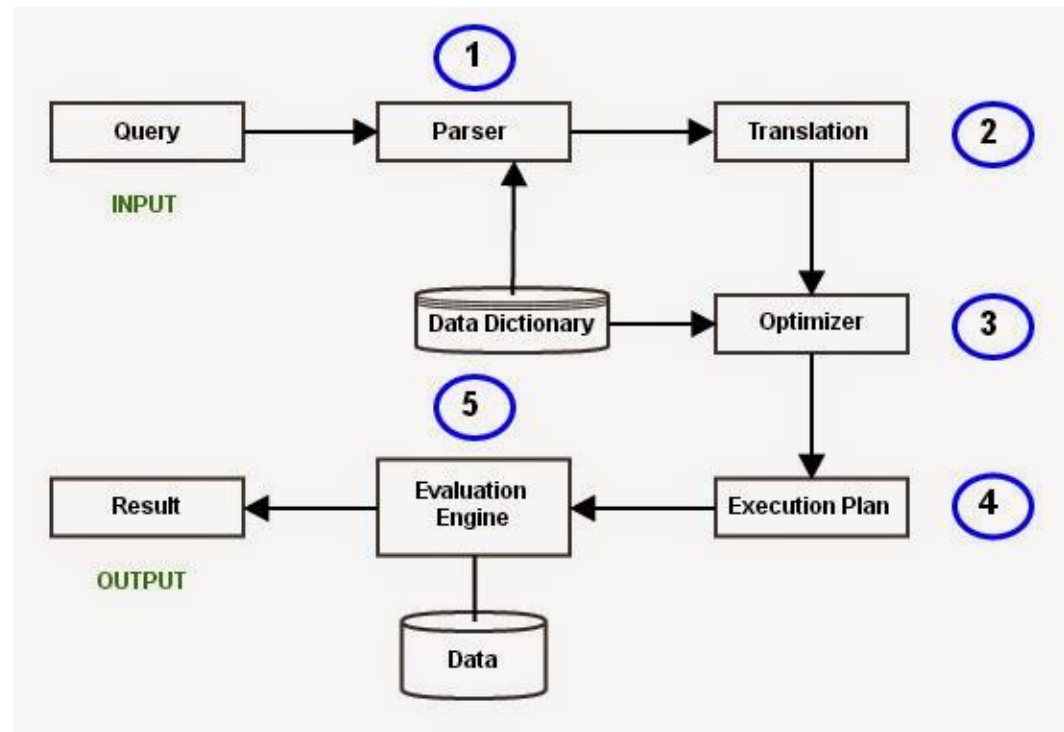 1
Query
Parser
Translation
2
INPUT
Data Dictionary
Optimizer
3
5
Result
Evaluation
Engine
Execution Plan
4
OUTPUT
Data